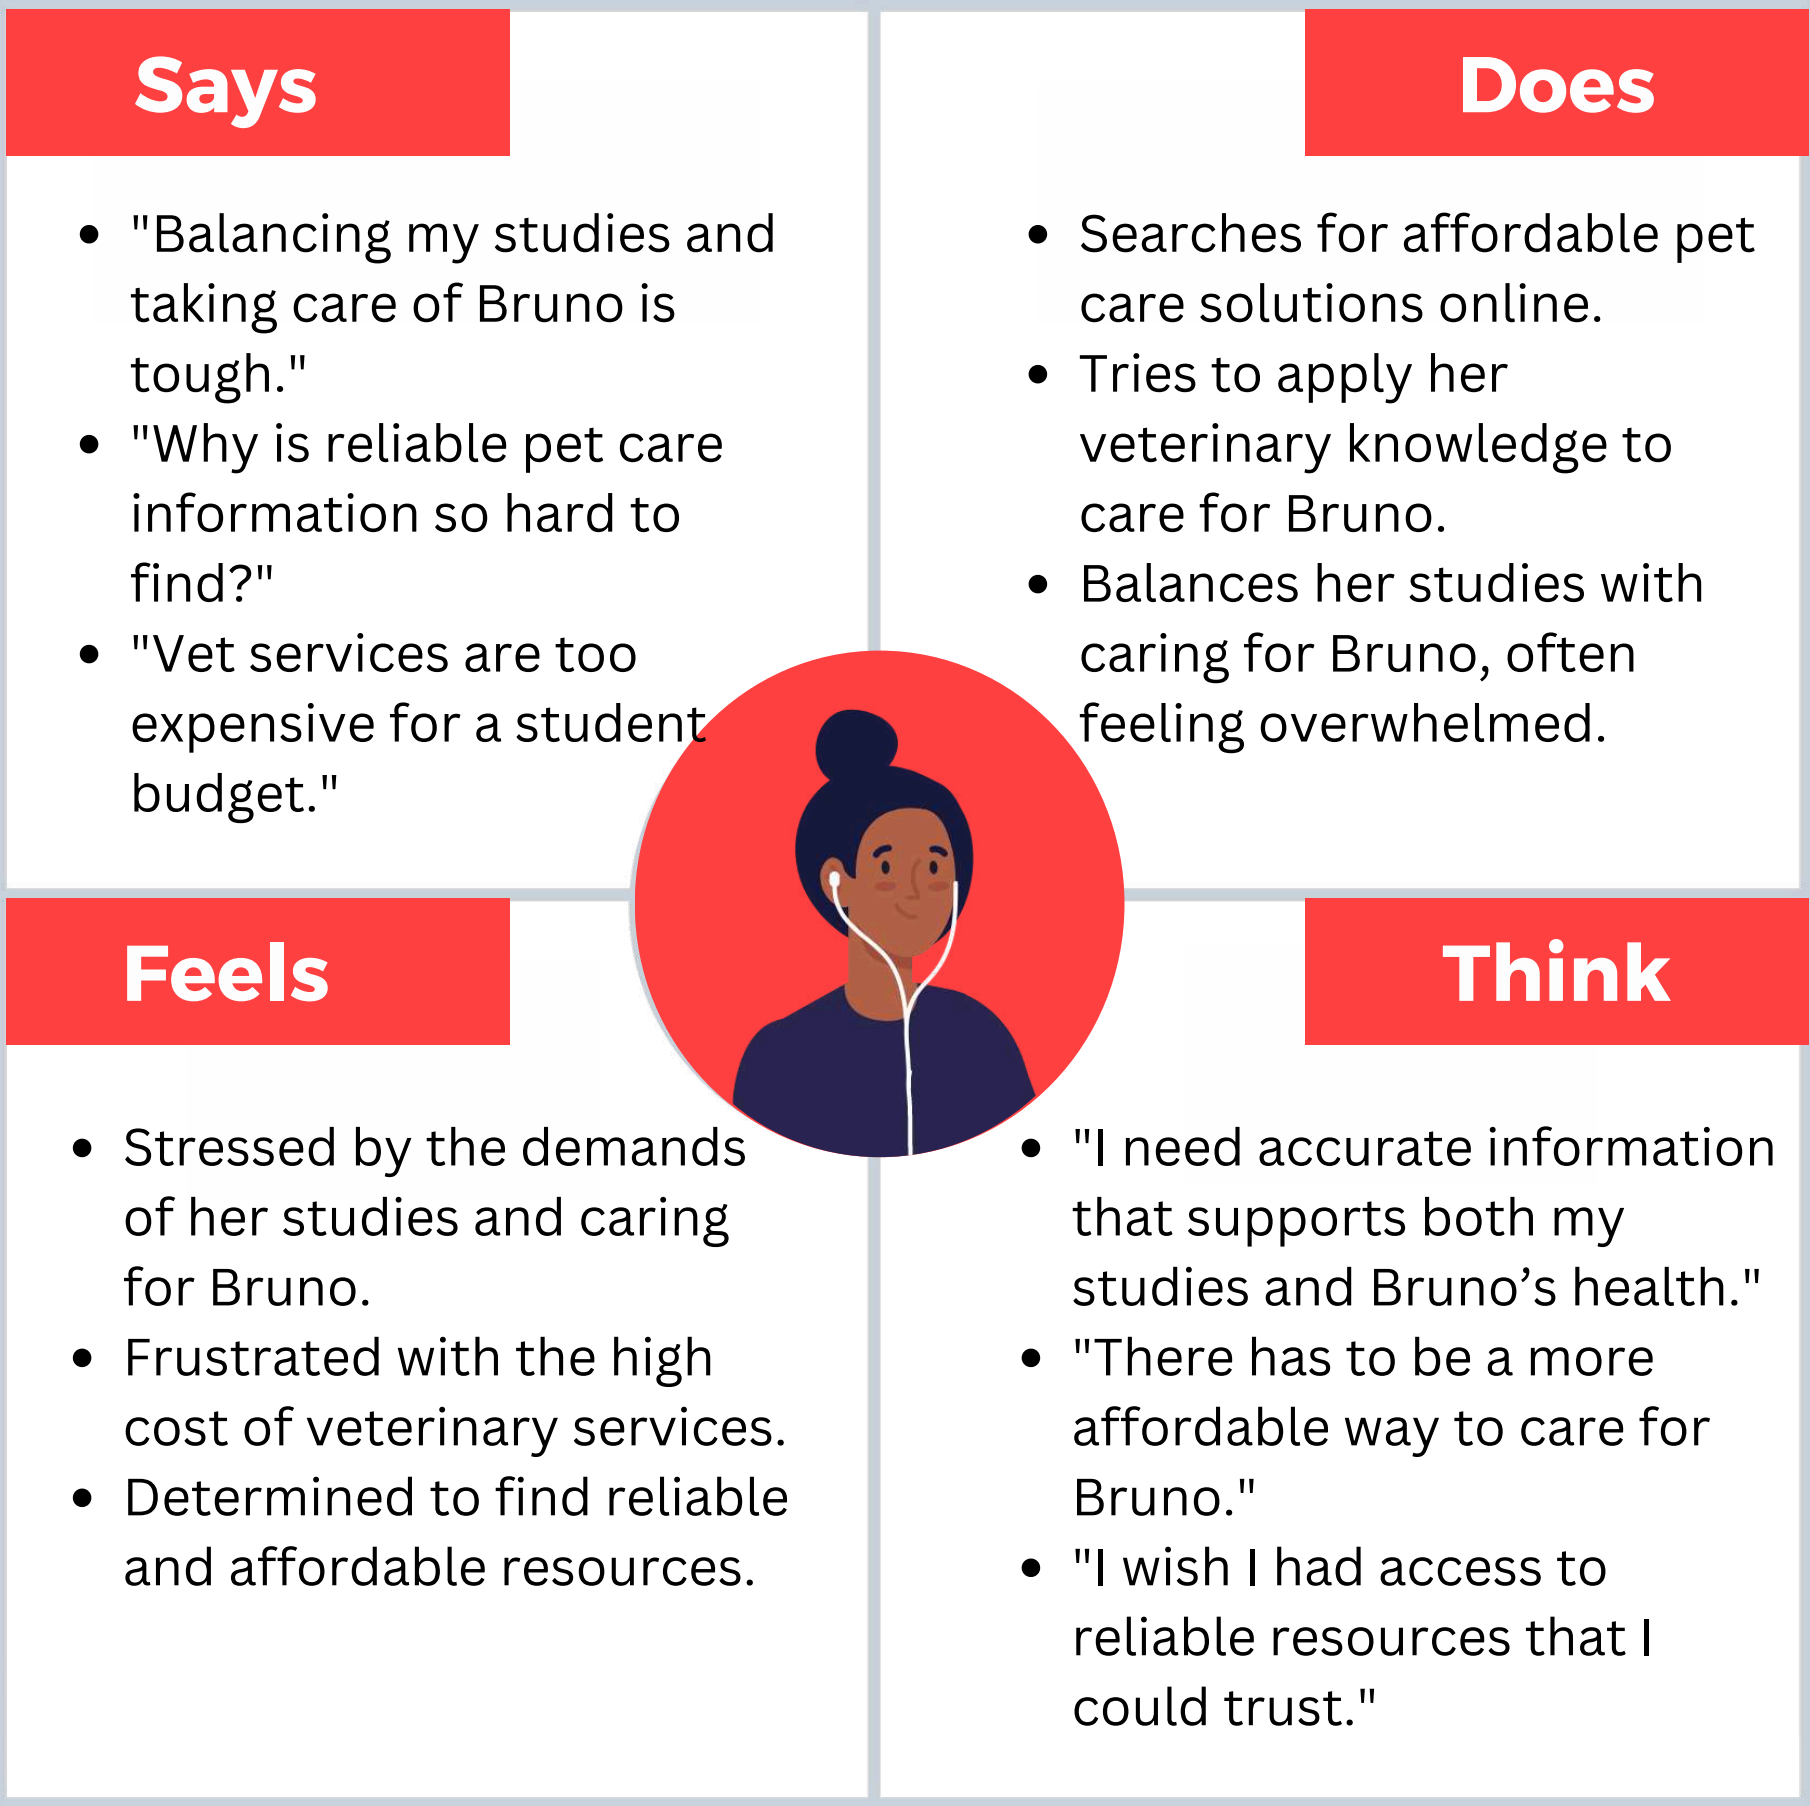 Says
• "Balancing my studies and
taking care of Bruno is
tough."
• "Why is reliable pet care
information so hard to
find?"
• "Vet services are too
expensive for a student
budget."
Does
• Searches for affordable pet
care solutions online.
• Tries to apply her
veterinary knowledge to
care for Bruno.
• Balances her studies with
caring for Bruno, often
feeling overwhelmed.
Feels
• Stressed by the demands
of her studies and caring
for Bruno.
• Frustrated with the high
cost of veterinary services.
• Determined to find reliable
and affordable resources.
Think
• "I need accurate information
that supports both my
studies and Bruno’s health."
• "There has to be a more
affordable way to care for
Bruno."
• "I wish I had access to
reliable resources that I
could trust."